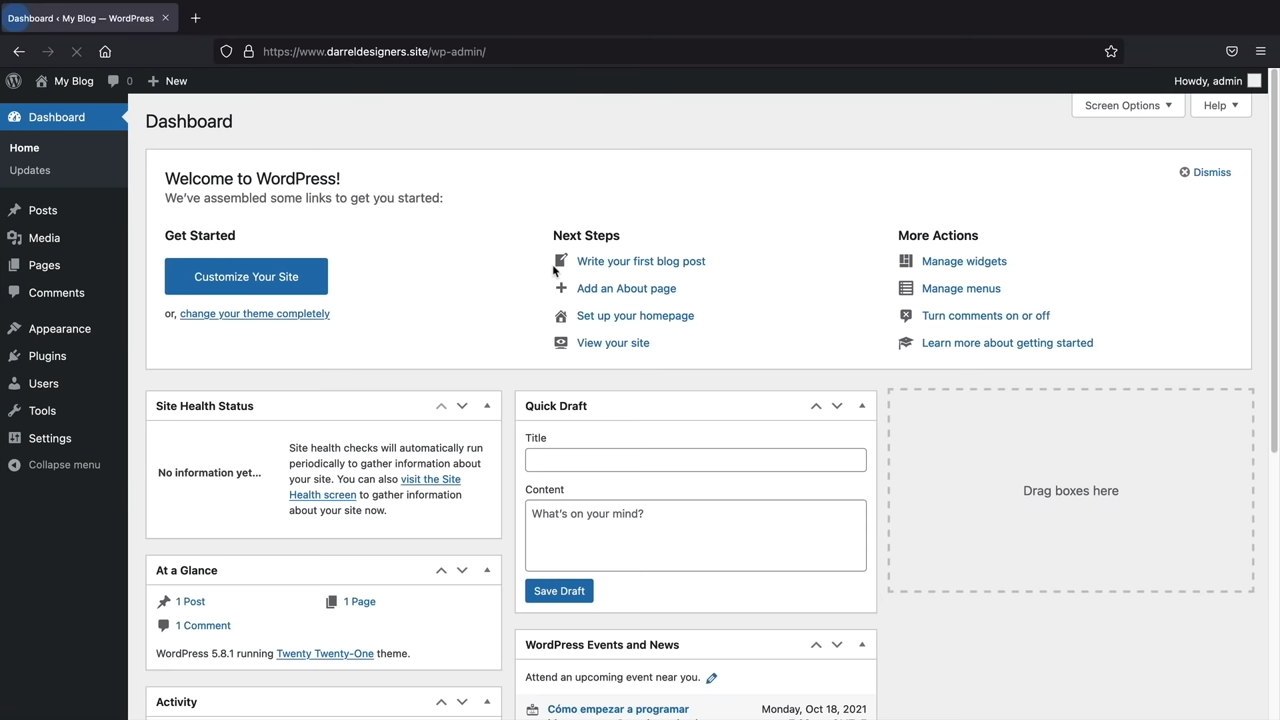 Dashboard ‹ My Blog — WordPress
https://www.darreldesigners.site/wp-admin/
My Blog
0
New
Howdy, admin
Dashboard
Home
Updates
Posts
Media
Pages
Comments
Appearance
Plugins
Users
Tools
Settings
Collapse menu
Screen Options
Help
Dashboard
Welcome to WordPress!
We've assembled some links to get you started:
Dismiss
Get Started
Customize Your Site
or, change your theme completely
Next Steps
Write your first blog post
Add an About page
Set up your homepage
View your site
More Actions
Manage widgets
Manage menus
Turn comments on or off
Learn more about getting started
Site Health Status
No information yet...
Site health checks will automatically run
periodically to gather information about
your site. You can also visit the Site
Health screen to gather information
about your site now.
At a Glance
1 Post
1 Page
1 Comment
WordPress 5.8.1 running Twenty Twenty-One theme.
Activity
Quick Draft
Title
Content
What's on your mind?
Save Draft
WordPress Events and News
Attend an upcoming event near you.
Cómo empezar a programar
Monday, Oct 18, 2021
Drag boxes here